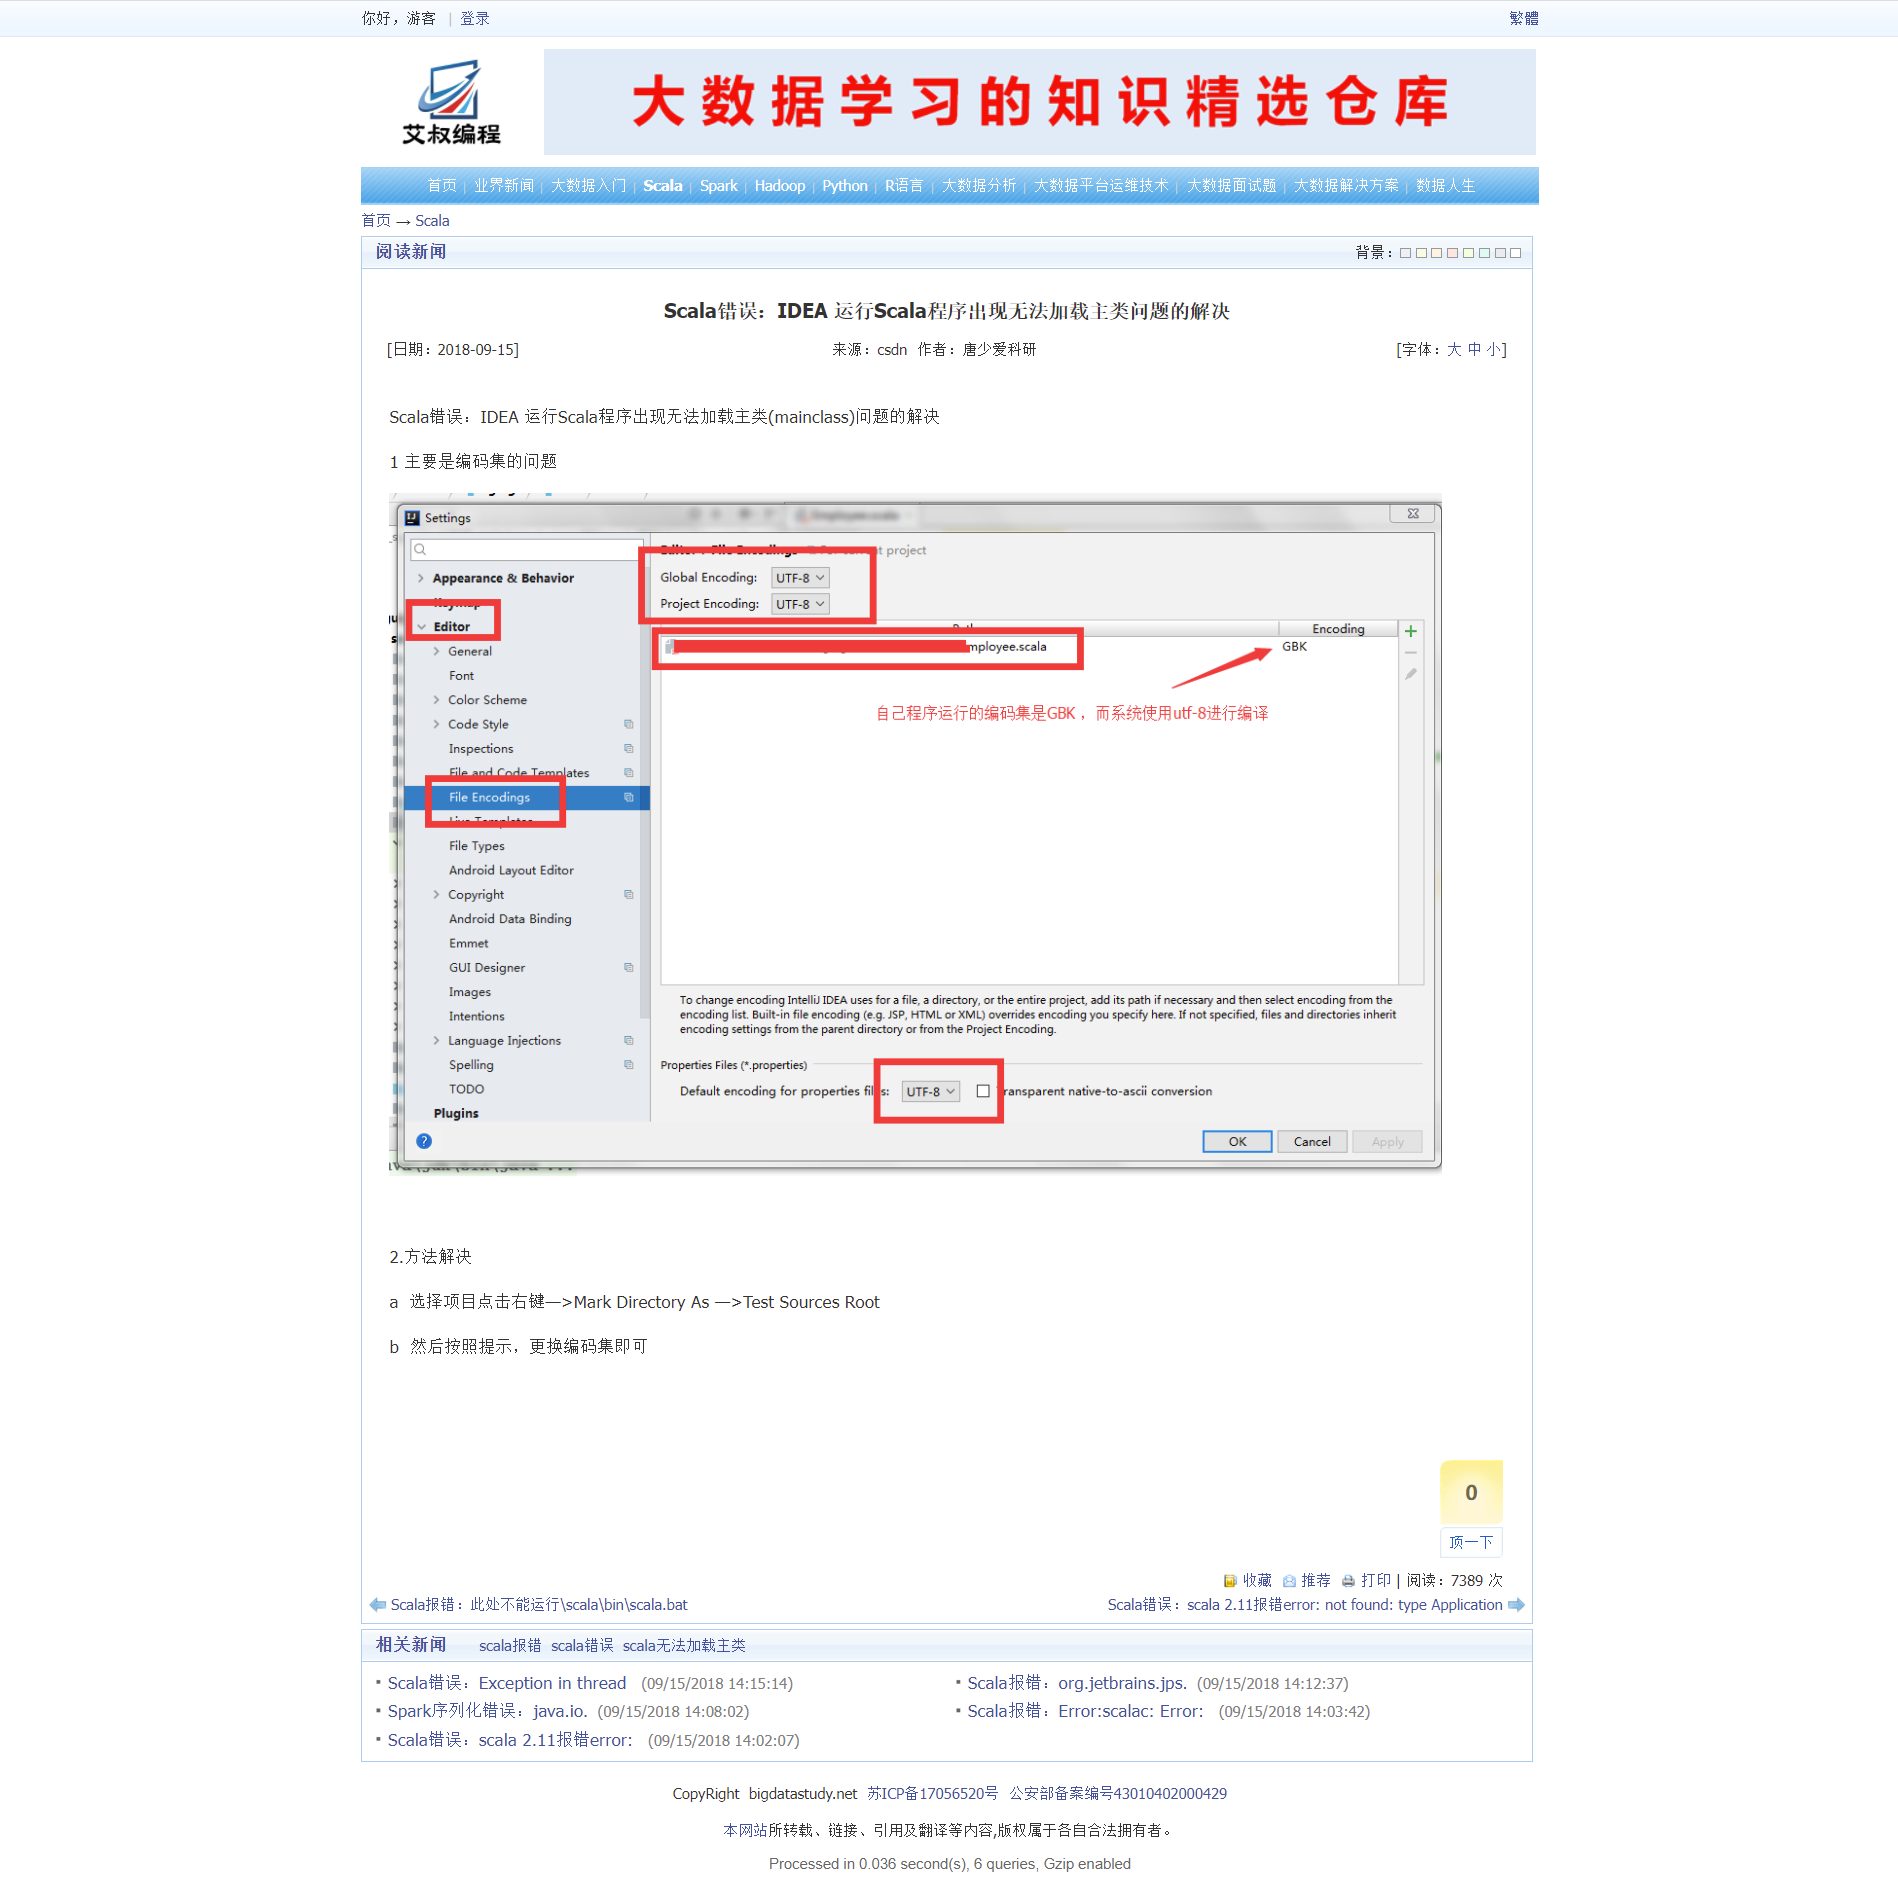 你好，游客 | 登录
繁體
艾叔编程
大数据学习的知识精选仓库
首页 | 业界新闻 | 大数据入门 | Scala | Spark | Hadoop | Python | R语言 | 大数据分析 | 大数据平台运维技术 | 大数据面试题 | 大数据解决方案 | 数据人生
首页 → Scala
阅读新闻
背景：
Scala错误：IDEA 运行Scala程序出现无法加载主类问题的解决
[日期：2018-09-15]
来源：csdn 作者：唐少爱科研
[字体：大 中 小]
Scala错误：IDEA 运行Scala程序出现无法加载主类(mainclass)问题的解决
1 主要是编码集的问题
Settings
Editor
File Encodings
project
Appearance & Behavior
Keymap
Editor
General
Font
Color Scheme
Code Style
Inspections
File and Code Templates
File Encodings
Live Templates
File Types
Android Layout Editor
Copyright
Android Data Binding
Emmet
GUI Designer
Images
Intentions
Language Injections
Spelling
TODO
Plugins
Global Encoding: UTF-8
Project Encoding: UTF-8
Encoding
mployee.scala
GBK
自己程序运行的编码集是GBK，而系统使用utf-8进行编译
To change encoding IntelliJ IDEA uses for a file, a directory, or the entire project, add its path if necessary and then select encoding from the
encoding list. Built-in file encoding (e.g. JSP, HTML or XML) overrides encoding you specify here. If not specified, files and directories inherit
encoding settings from the parent directory or from the Project Encoding.
Properties Files (*.properties)
Default encoding for properties files: UTF-8 ransparent native-to-ascii conversion
OK
Cancel
Apply
2.方法解决
a 选择项目点击右键—>Mark Directory As —>Test Sources Root
b 然后按照提示，更换编码集即可
0
顶一下
收藏 推荐 打印 | 阅读：7389 次
Scala报错：此处不能运行\scala\bin\scala.bat
Scala错误：scala 2.11报错error: not found: type Application
相关新闻
scala报错 scala错误 scala无法加载主类
Scala错误：Exception in thread (09/15/2018 14:15:14)
Scala报错：org.jetbrains.jps. (09/15/2018 14:12:37)
Spark序列化错误：java.io. (09/15/2018 14:08:02)
Scala报错：Error:scalac: Error: (09/15/2018 14:03:42)
Scala错误：scala 2.11报错error: (09/15/2018 14:02:07)
CopyRight bigdatastudy.net 苏ICP备17056520号 公安部备案编号43010402000429
本网站所转载、链接、引用及翻译等内容,版权属于各自合法拥有者。
Processed in 0.036 second(s), 6 queries, Gzip enabled